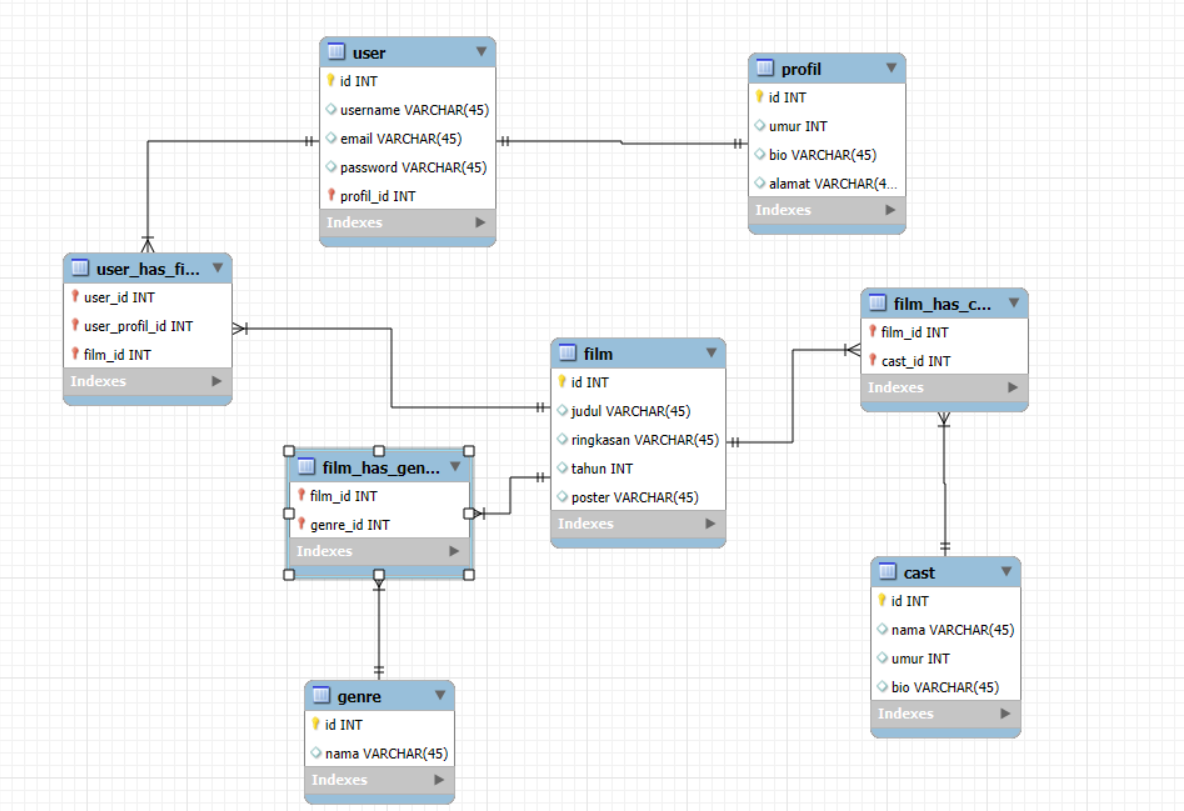 user
id INT
username VARCHAR(45)
email VARCHAR(45)
password VARCHAR(45)
profil_id INT
Indexes
profil
id INT
umur INT
bio VARCHAR(45)
alamat VARCHAR(4...
Indexes
user_has_fi...
user_id INT
user_profil_id INT
film_id INT
Indexes
film
id INT
judul VARCHAR(45)
ringkasan VARCHAR(45)
tahun INT
poster VARCHAR(45)
Indexes
film_has_c...
film_id INT
cast_id INT
Indexes
film_has_gen...
film_id INT
genre_id INT
Indexes
cast
id INT
nama VARCHAR(45)
umur INT
bio VARCHAR(45)
Indexes
genre
id INT
nama VARCHAR(45)
Indexes